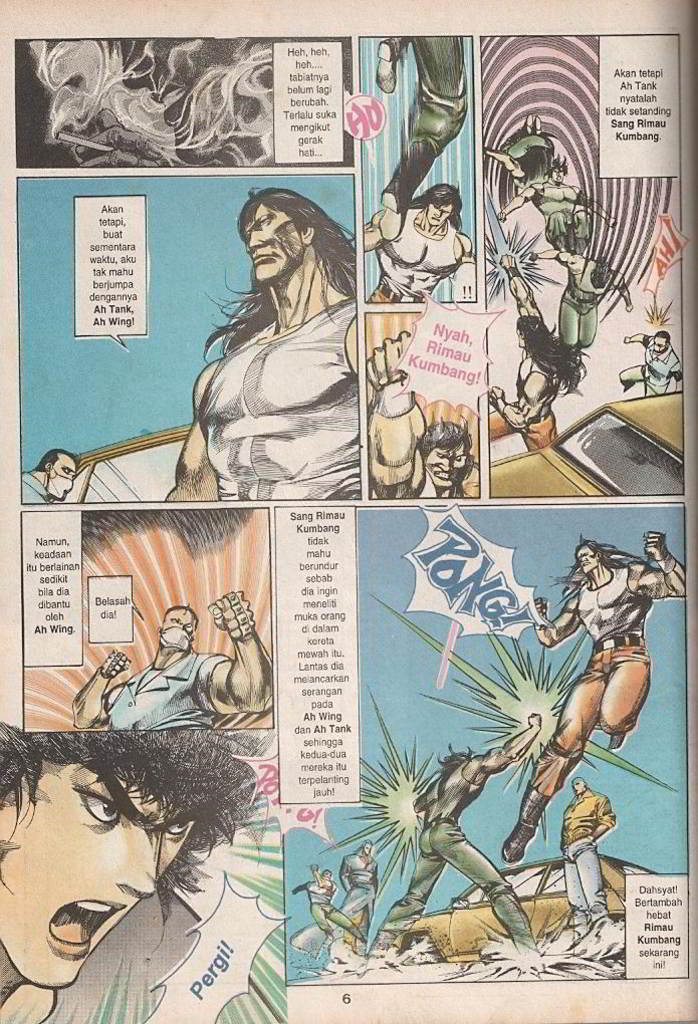 Heh, heh,
heh....
tabiatnya
belum lagi
berubah.
Terlalu suka
mengikut
gerak
hati...
HO
Akan tetapi
Ah Tank
nyatalah
tidak setanding
Sang Rimau
Kumbang.
Akan
tetapi,
buat
sementara
waktu, aku
tak mahu
berjumpa
dengannya
Ah Tank,
Ah Wing!
!!
AH!
Nyah,
Rimau
Kumbang!
Namun,
keadaan
itu berlainan
sedikit
bila dia
dibantu
oleh
Ah Wing.
Belasah
dia!
Sang Rimau
Kumbang
tidak
mahu
berundur
sebab
dia ingin
meneliti
muka orang
di dalam
kereta
mewah itu.
Lantas dia
melancarkan
serangan
pada
Ah Wing
dan Ah Tank
sehingga
kedua-dua
mereka itu
terpelanting
jauh!
PONG!
Pergi!
Dahsyat!
Bertambah
hebat
Rimau
Kumbang
sekarang
ini!
6